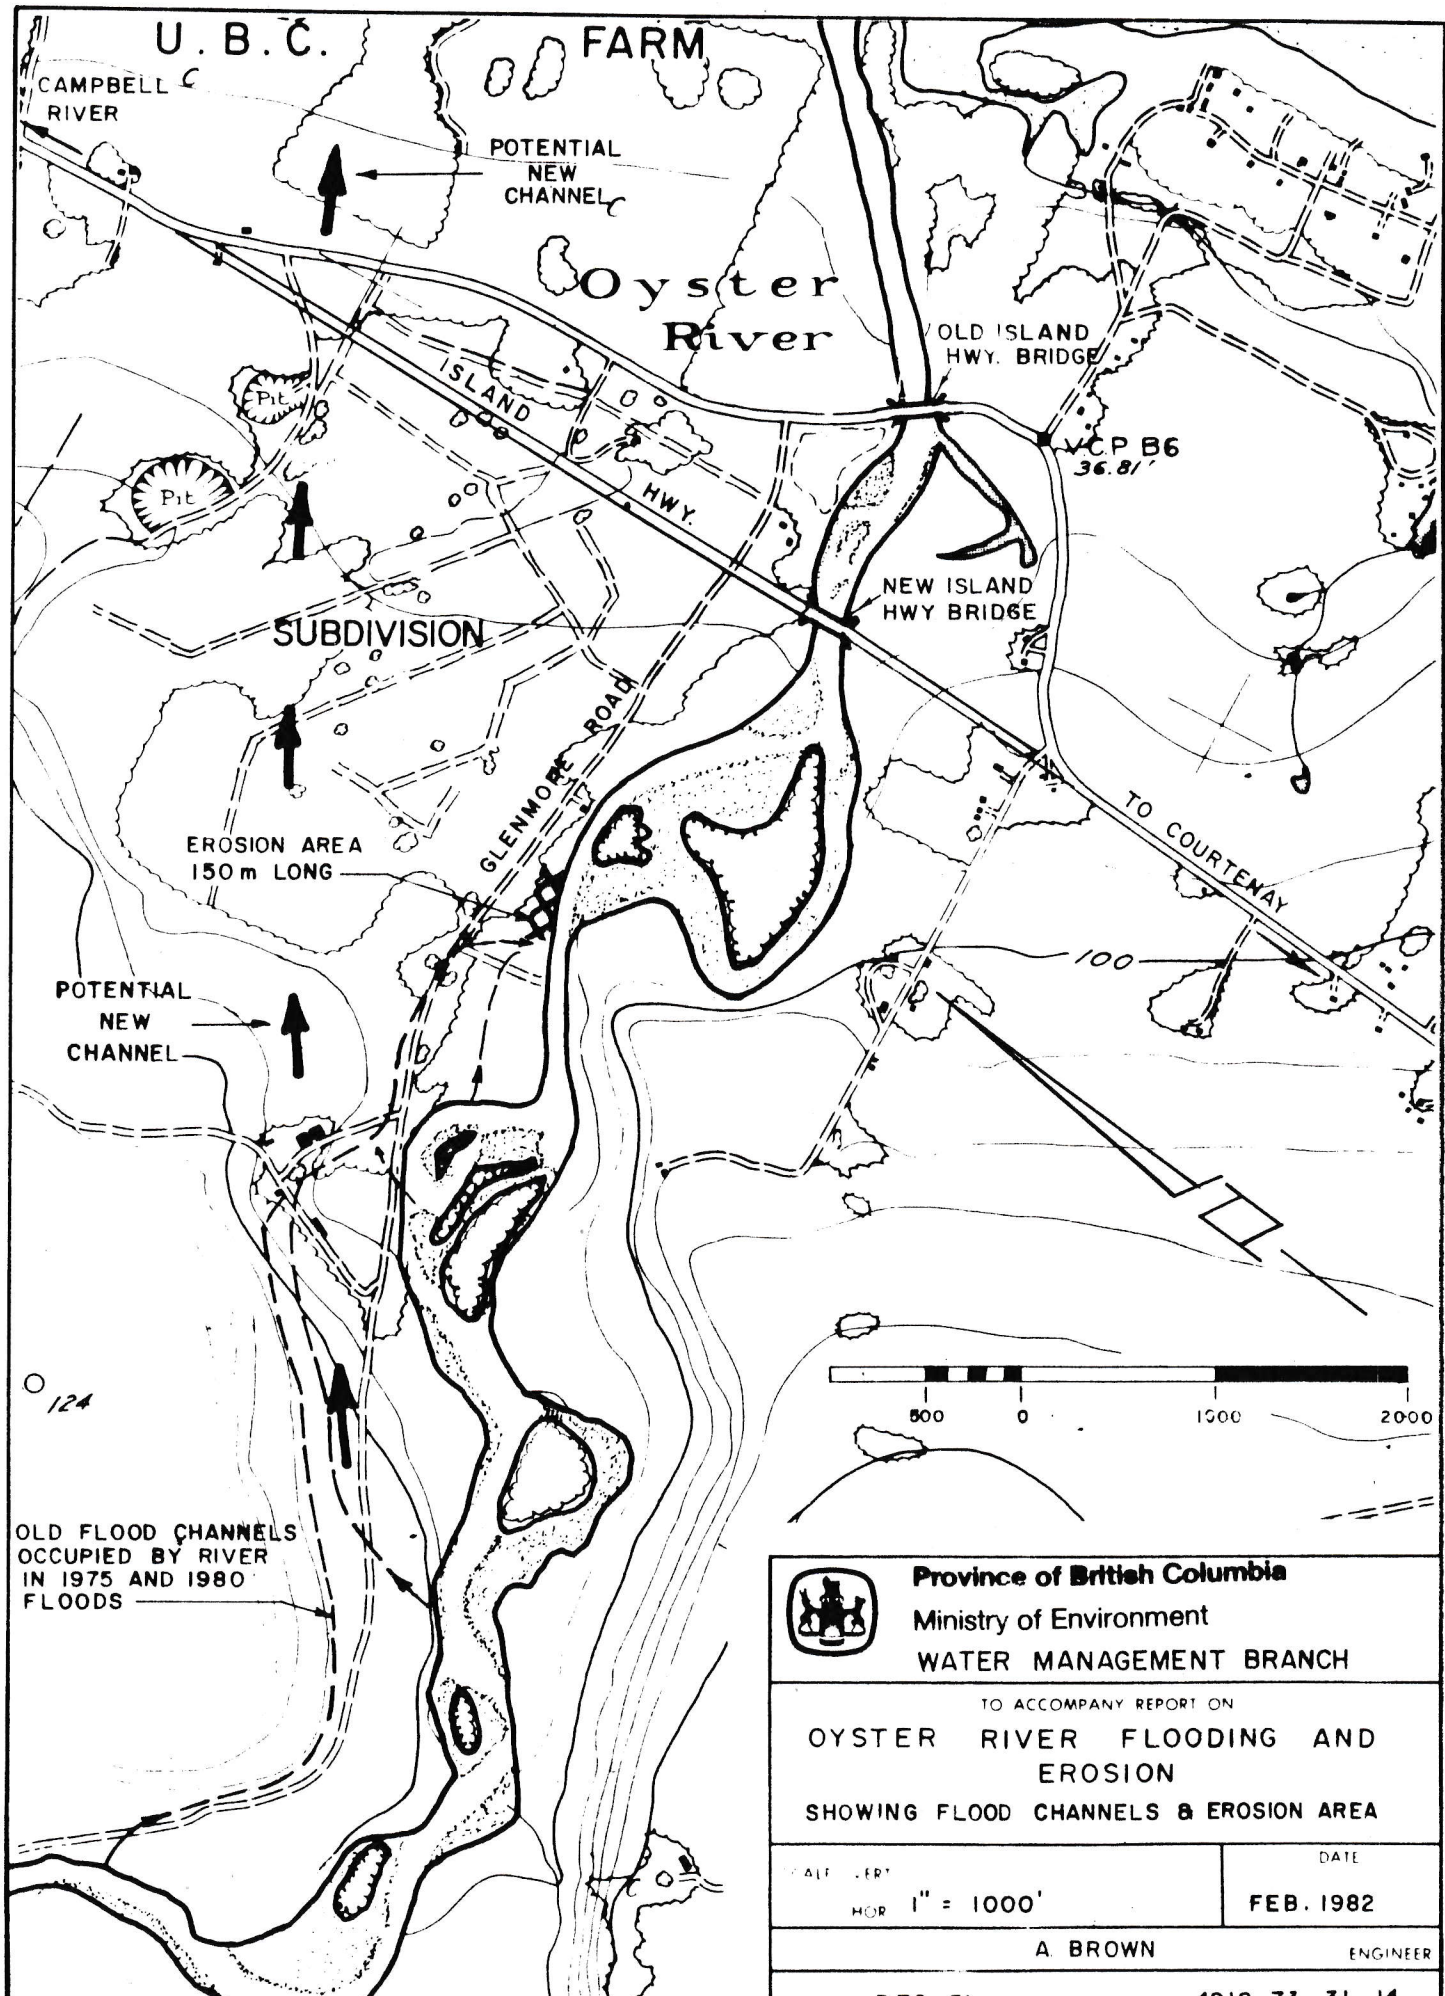 U.B.C. FARM
CAMPBELL
RIVER
POTENTIAL
NEW
CHANNEL
Oyster
River
OLD ISLAND
HWY. BRIDGE
ISLAND
HWY.
Pit
Pit
V.C.P. B6
36.81'
NEW ISLAND
HWY BRIDGE
SUBDIVISION
GLENMORE ROAD
EROSION AREA
150 m LONG
TO COURTENAY
100
POTENTIAL
NEW
CHANNEL
124
500 0 1000 2000
OLD FLOOD CHANNELS
OCCUPIED BY RIVER
IN 1975 AND 1980
FLOODS
Province of British Columbia
Ministry of Environment
WATER MANAGEMENT BRANCH
TO ACCOMPANY REPORT ON
OYSTER RIVER FLOODING AND
EROSION
SHOWING FLOOD CHANNELS & EROSION AREA
HOR 1" = 1000'
DATE
FEB. 1982
A. BROWN ENGINEER